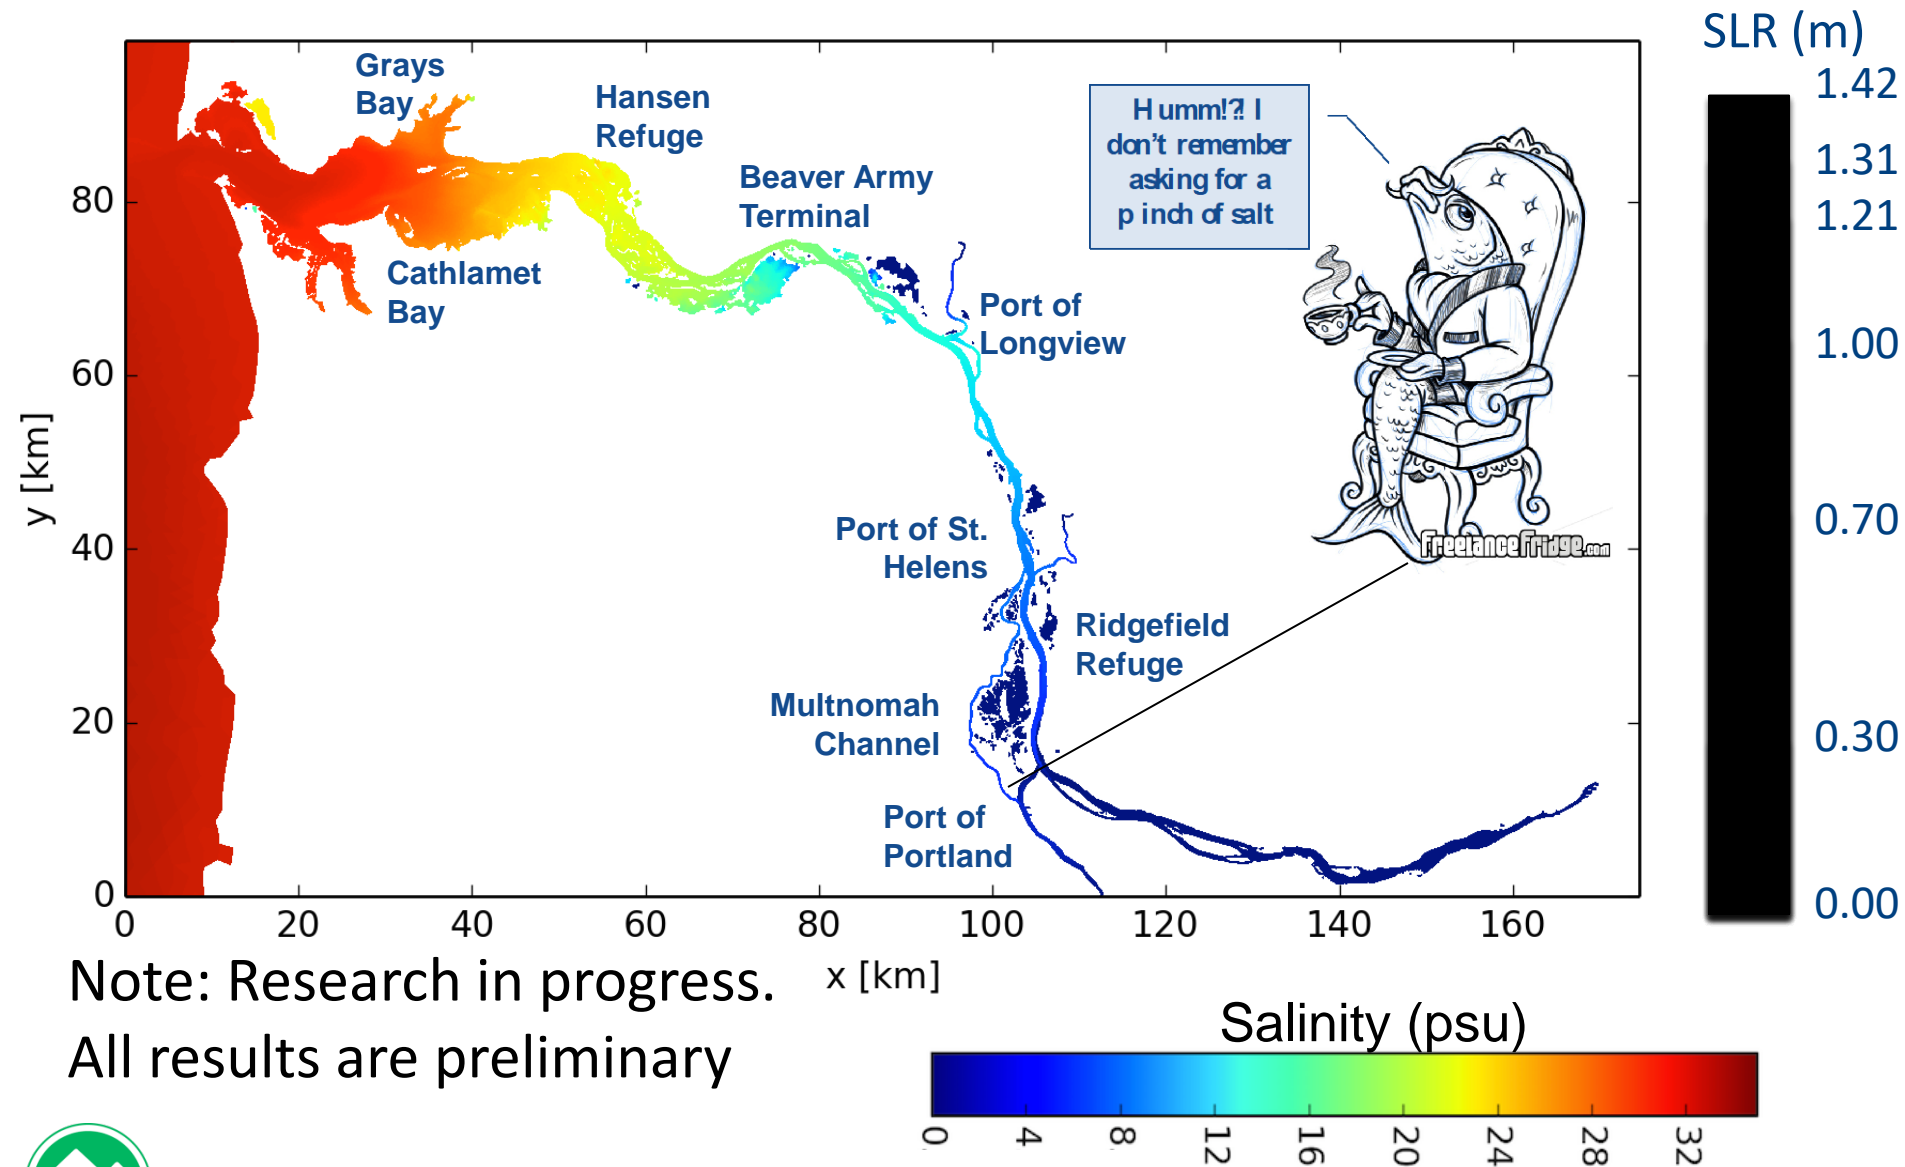 SLR (m)
1.42
1.31
1.21
1.00
0.70
0.30
0.00
Grays
Bay
Hansen
Refuge
Beaver Army
Terminal
Humm!?! I
don't remember
asking for a
pinch of salt
Cathlamet
Bay
Port of
Longview
FreelanceFridge.com
Port of St.
Helens
Ridgefield
Refuge
Multnomah
Channel
Port of
Portland
y [km]
80
60
40
20
0
0 20 40 60 80 100 120 140 160
x [km]
Note: Research in progress.
All results are preliminary
Salinity (psu)
0 4 8 12 16 20 24 28 32